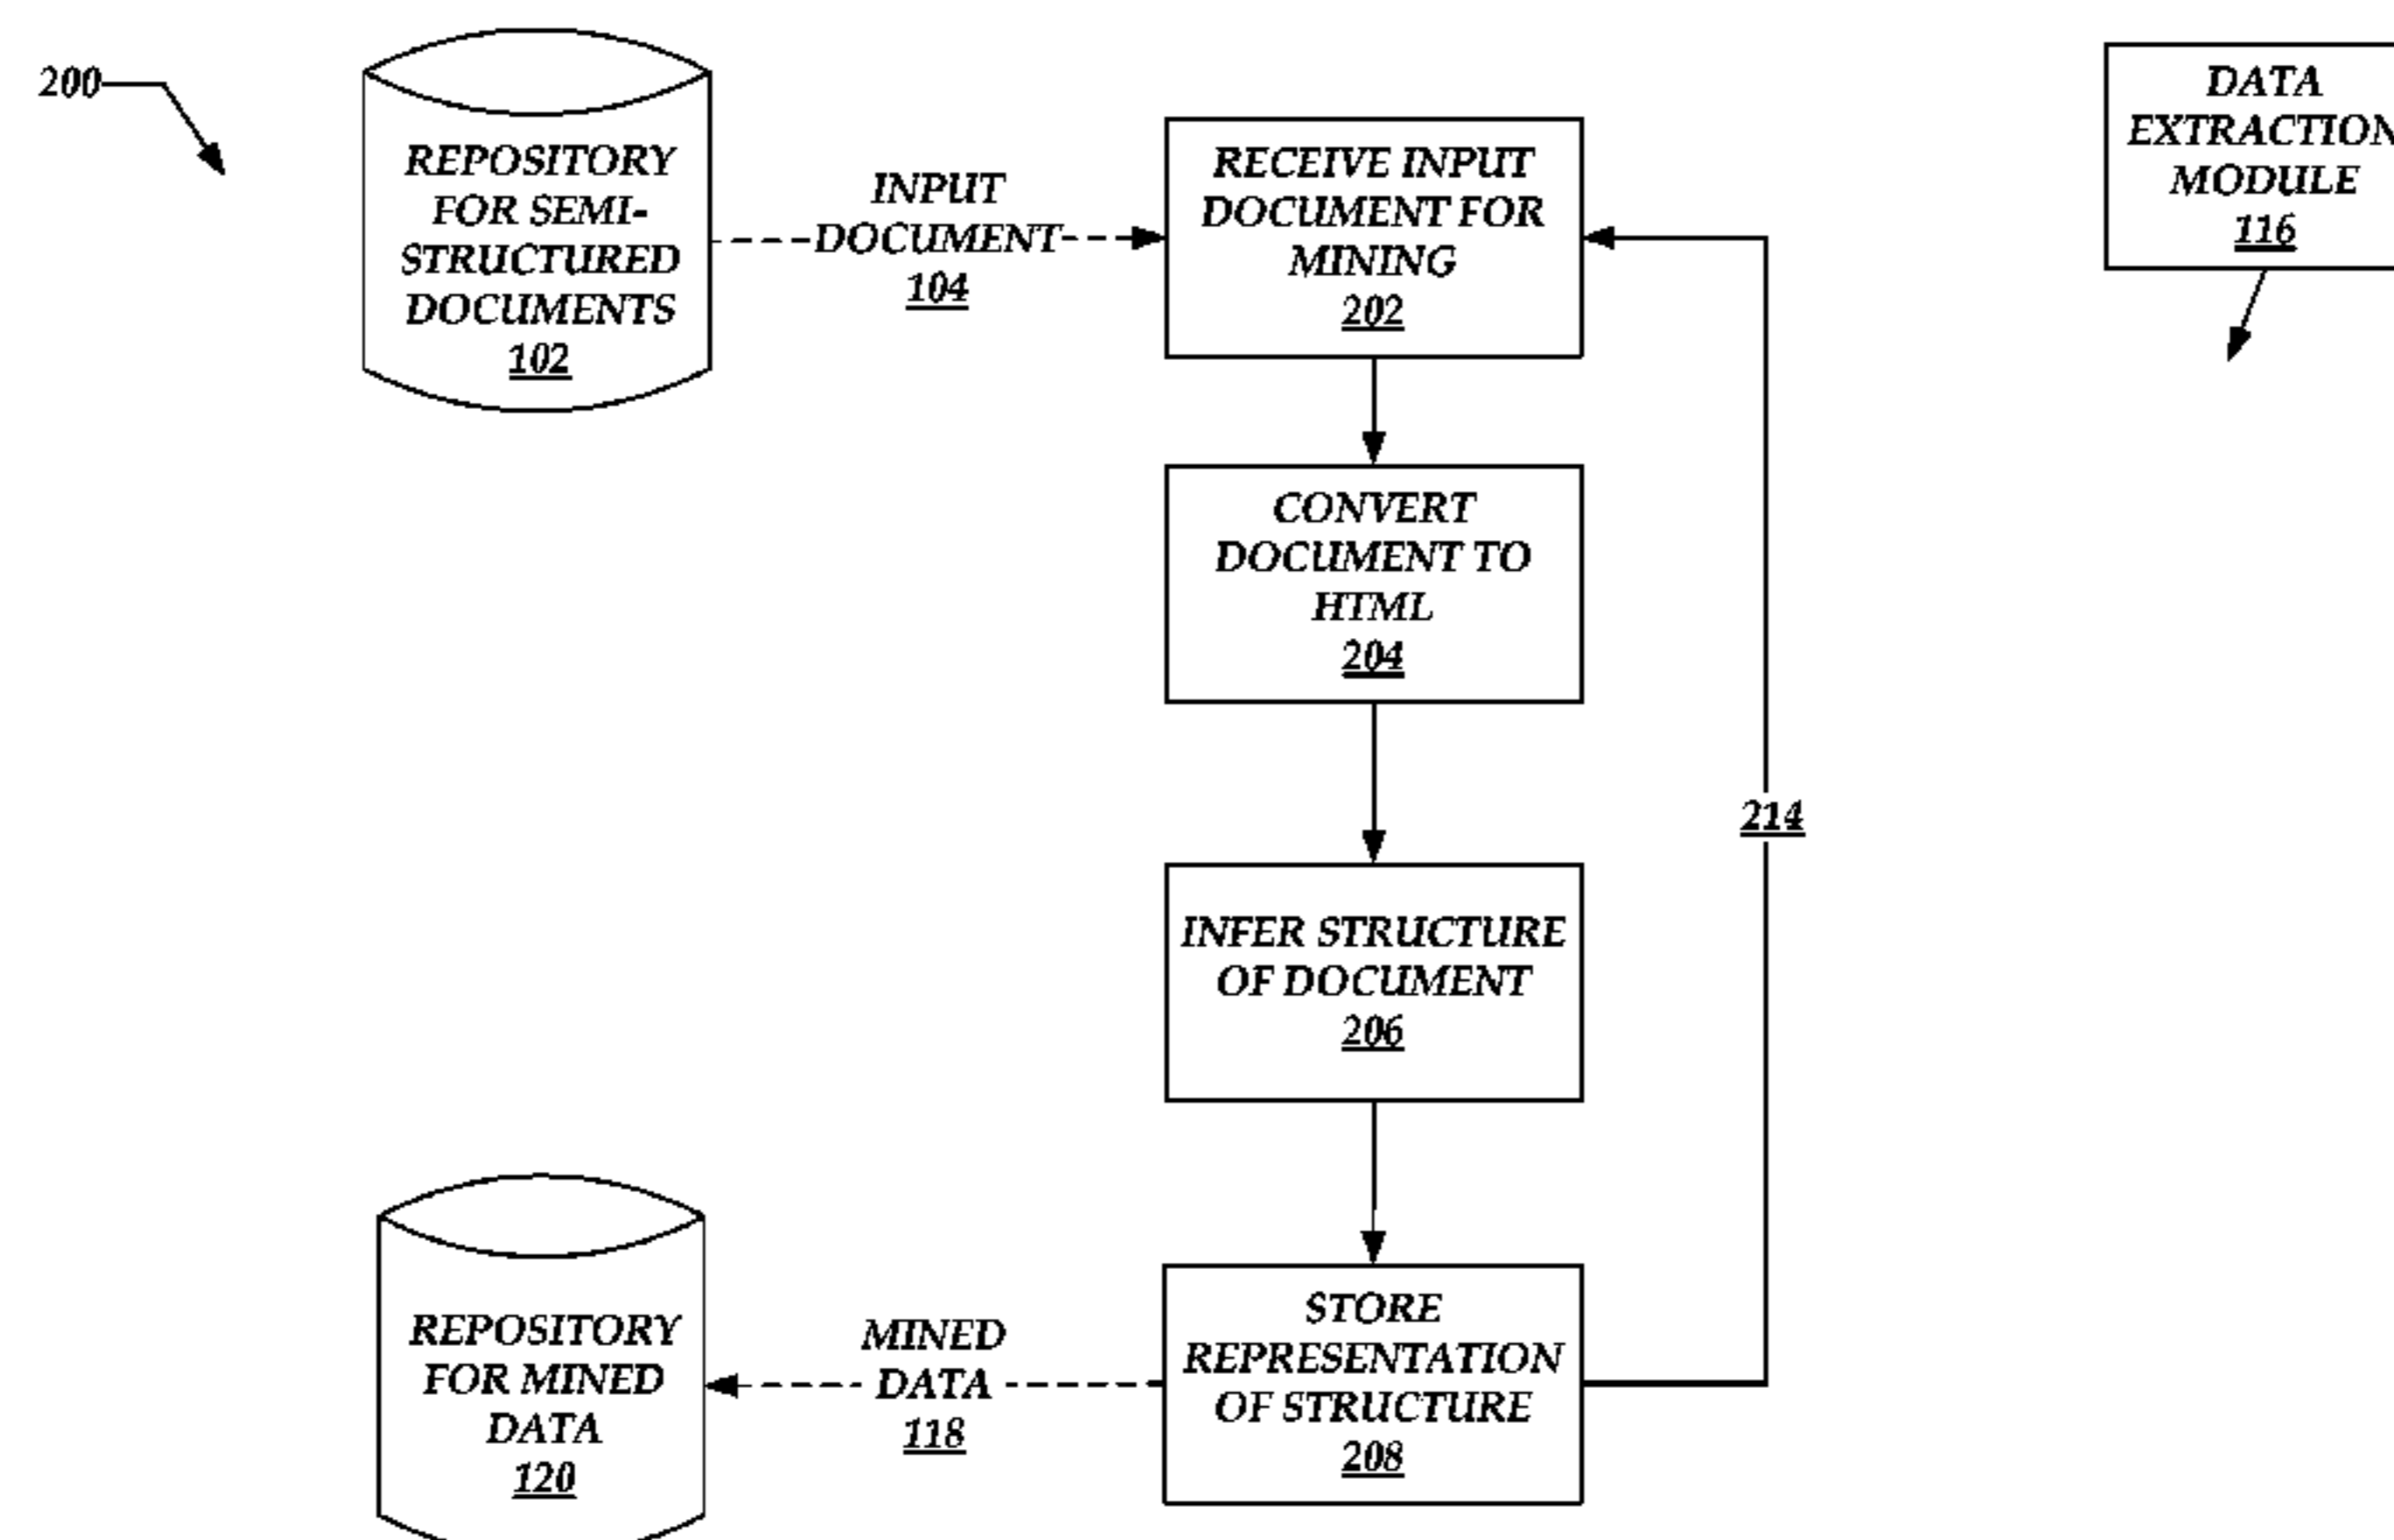 200
REPOSITORY
FOR SEMI-
STRUCTURED
DOCUMENTS
102
INPUT
DOCUMENT
104
RECEIVE INPUT
DOCUMENT FOR
MINING
202
DATA
EXTRACTION
MODULE
116
CONVERT
DOCUMENT TO
HTML
204
214
INFER STRUCTURE
OF DOCUMENT
206
REPOSITORY
FOR MINED
DATA
120
MINED
DATA
118
STORE
REPRESENTATION
OF STRUCTURE
208